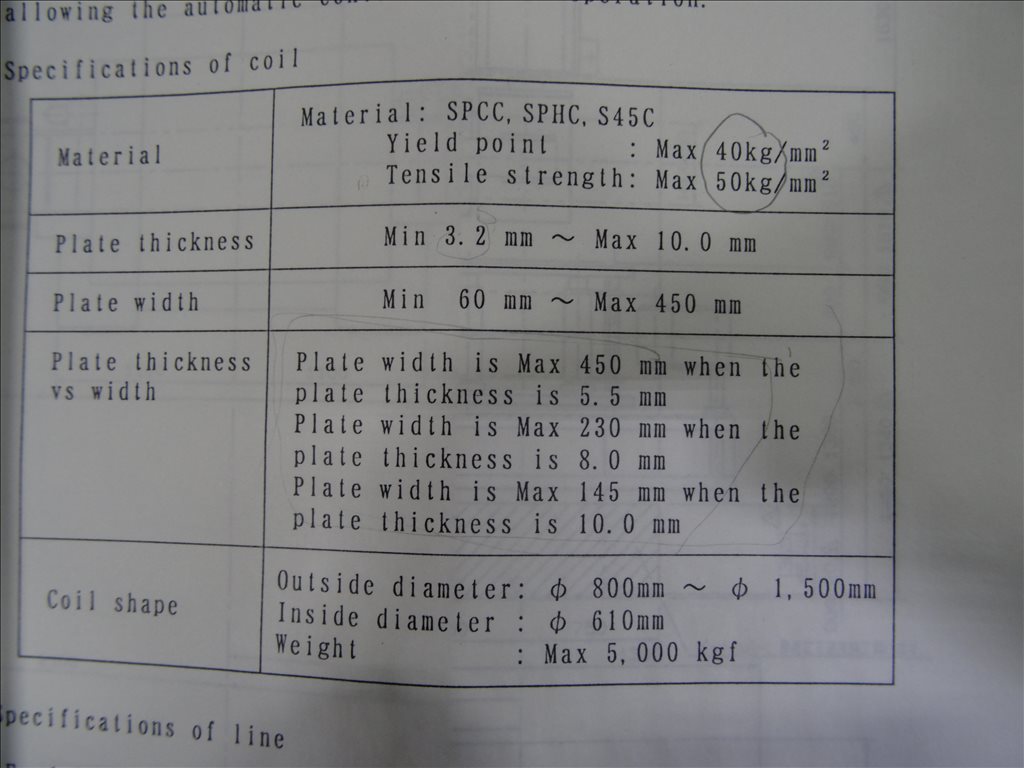 allowing the automatic
Specifications of coil
Material
Material: SPCC, SPHC, S45C
Yield point : Max 40kg/mm²
Tensile strength: Max 50kg/mm²
Plate thickness
Min 3.2 mm ～ Max 10.0 mm
Plate width
Min 60 mm ～ Max 450 mm
Plate thickness
vs width
Plate width is Max 450 mm when the
plate thickness is 5.5 mm
Plate width is Max 230 mm when the
plate thickness is 8.0 mm
Plate width is Max 145 mm when the
plate thickness is 10.0 mm
Coil shape
Outside diameter: φ 800mm ～ φ 1,500mm
Inside diameter : φ 610mm
Weight : Max 5,000 kgf
Specifications of line